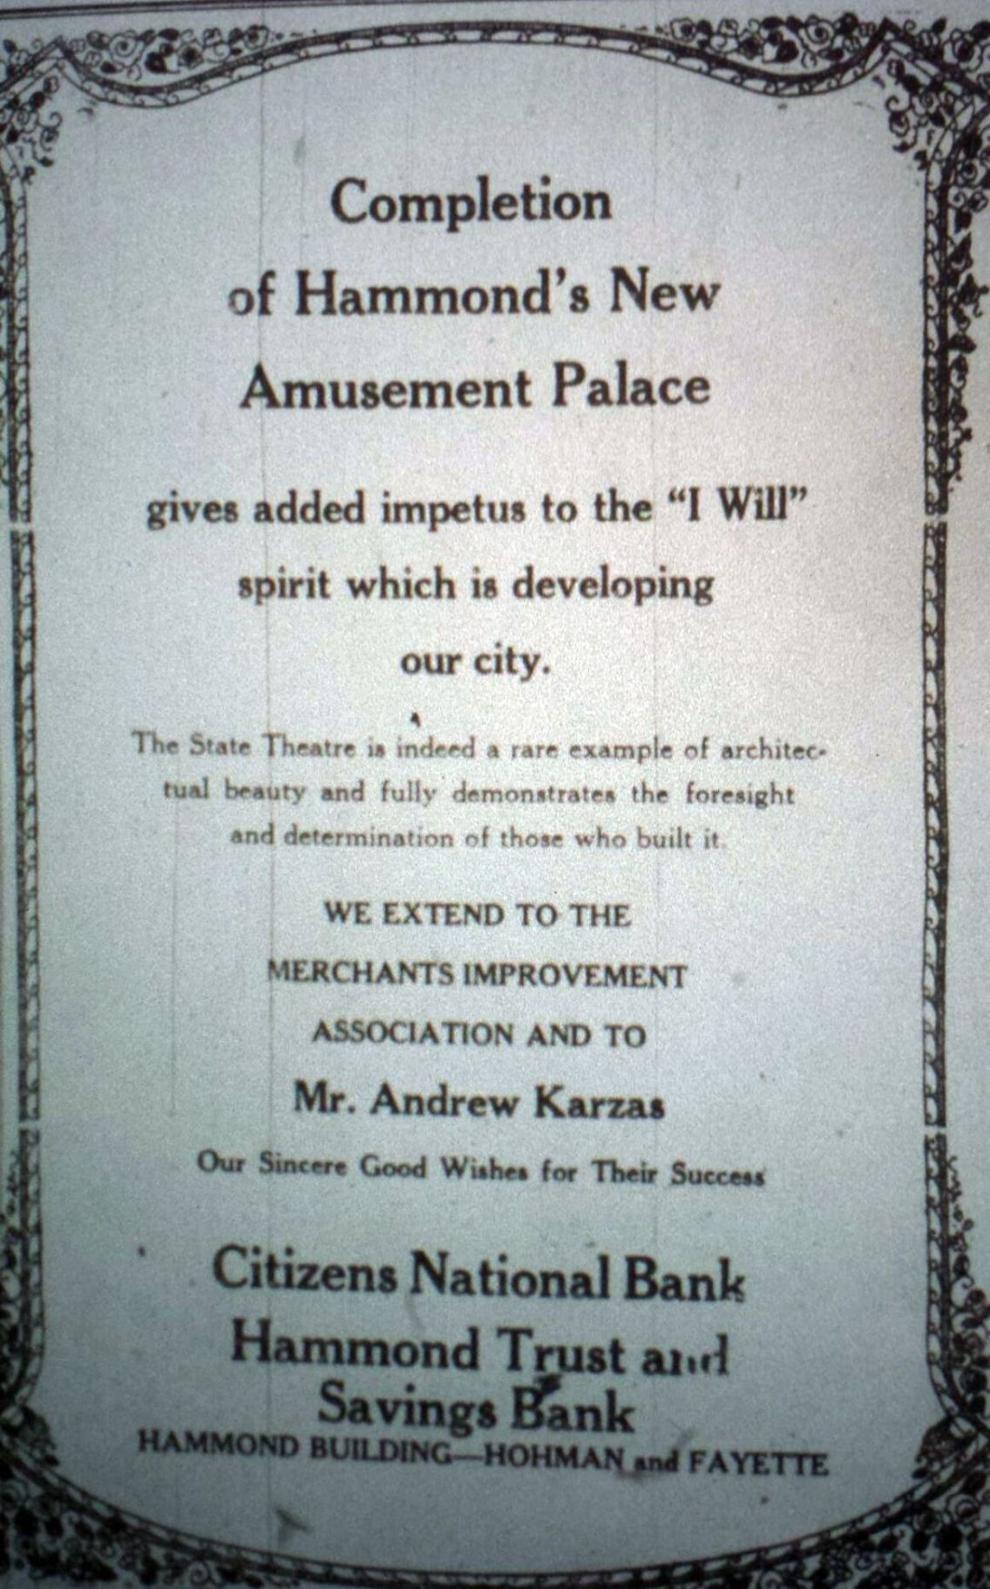 Completion
of Hammond's New
Amusement Palace
gives added impetus to the “I Will”
spirit which is developing
our city.
The State Theatre is indeed a rare example of architec-
tual beauty and fully demonstrates the foresight
and determination of those who built it.
WE EXTEND TO THE
MERCHANTS IMPROVEMENT
ASSOCIATION AND TO
Mr. Andrew Karzas
Our Sincere Good Wishes for Their Success
Citizens National Bank
Hammond Trust and
Savings Bank
HAMMOND BUILDING—HOHMAN and FAYETTE